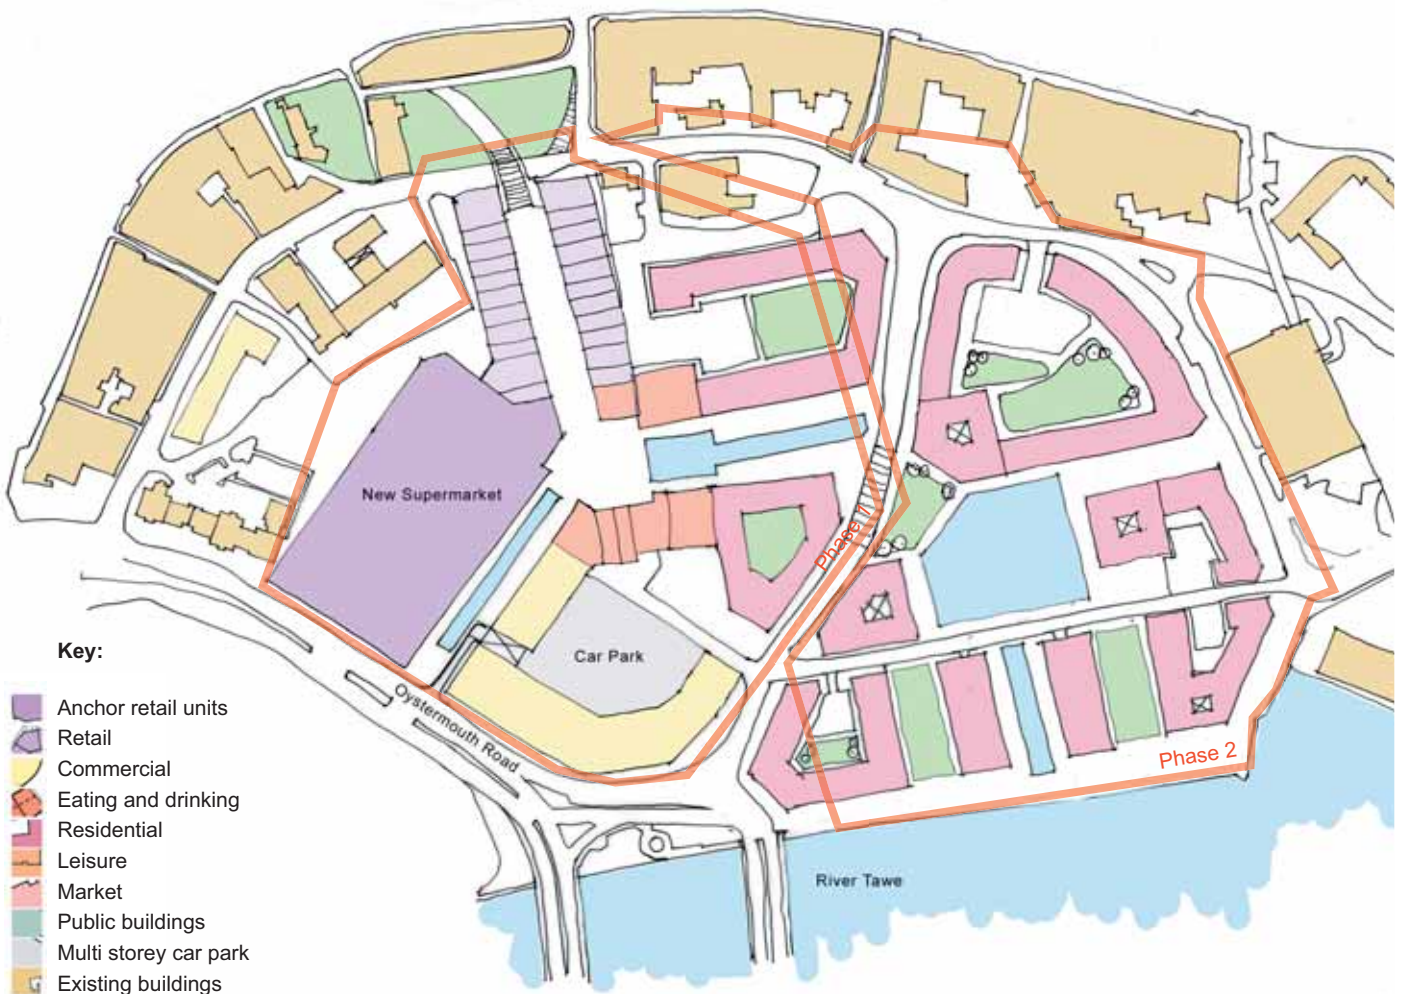 New Supermarket
Phase 1
Car Park
Oystermouth Road
Phase 2
River Tawe
Key:
Anchor retail units
Retail
Commercial
Eating and drinking
Residential
Leisure
Market
Public buildings
Multi storey car park
Existing buildings